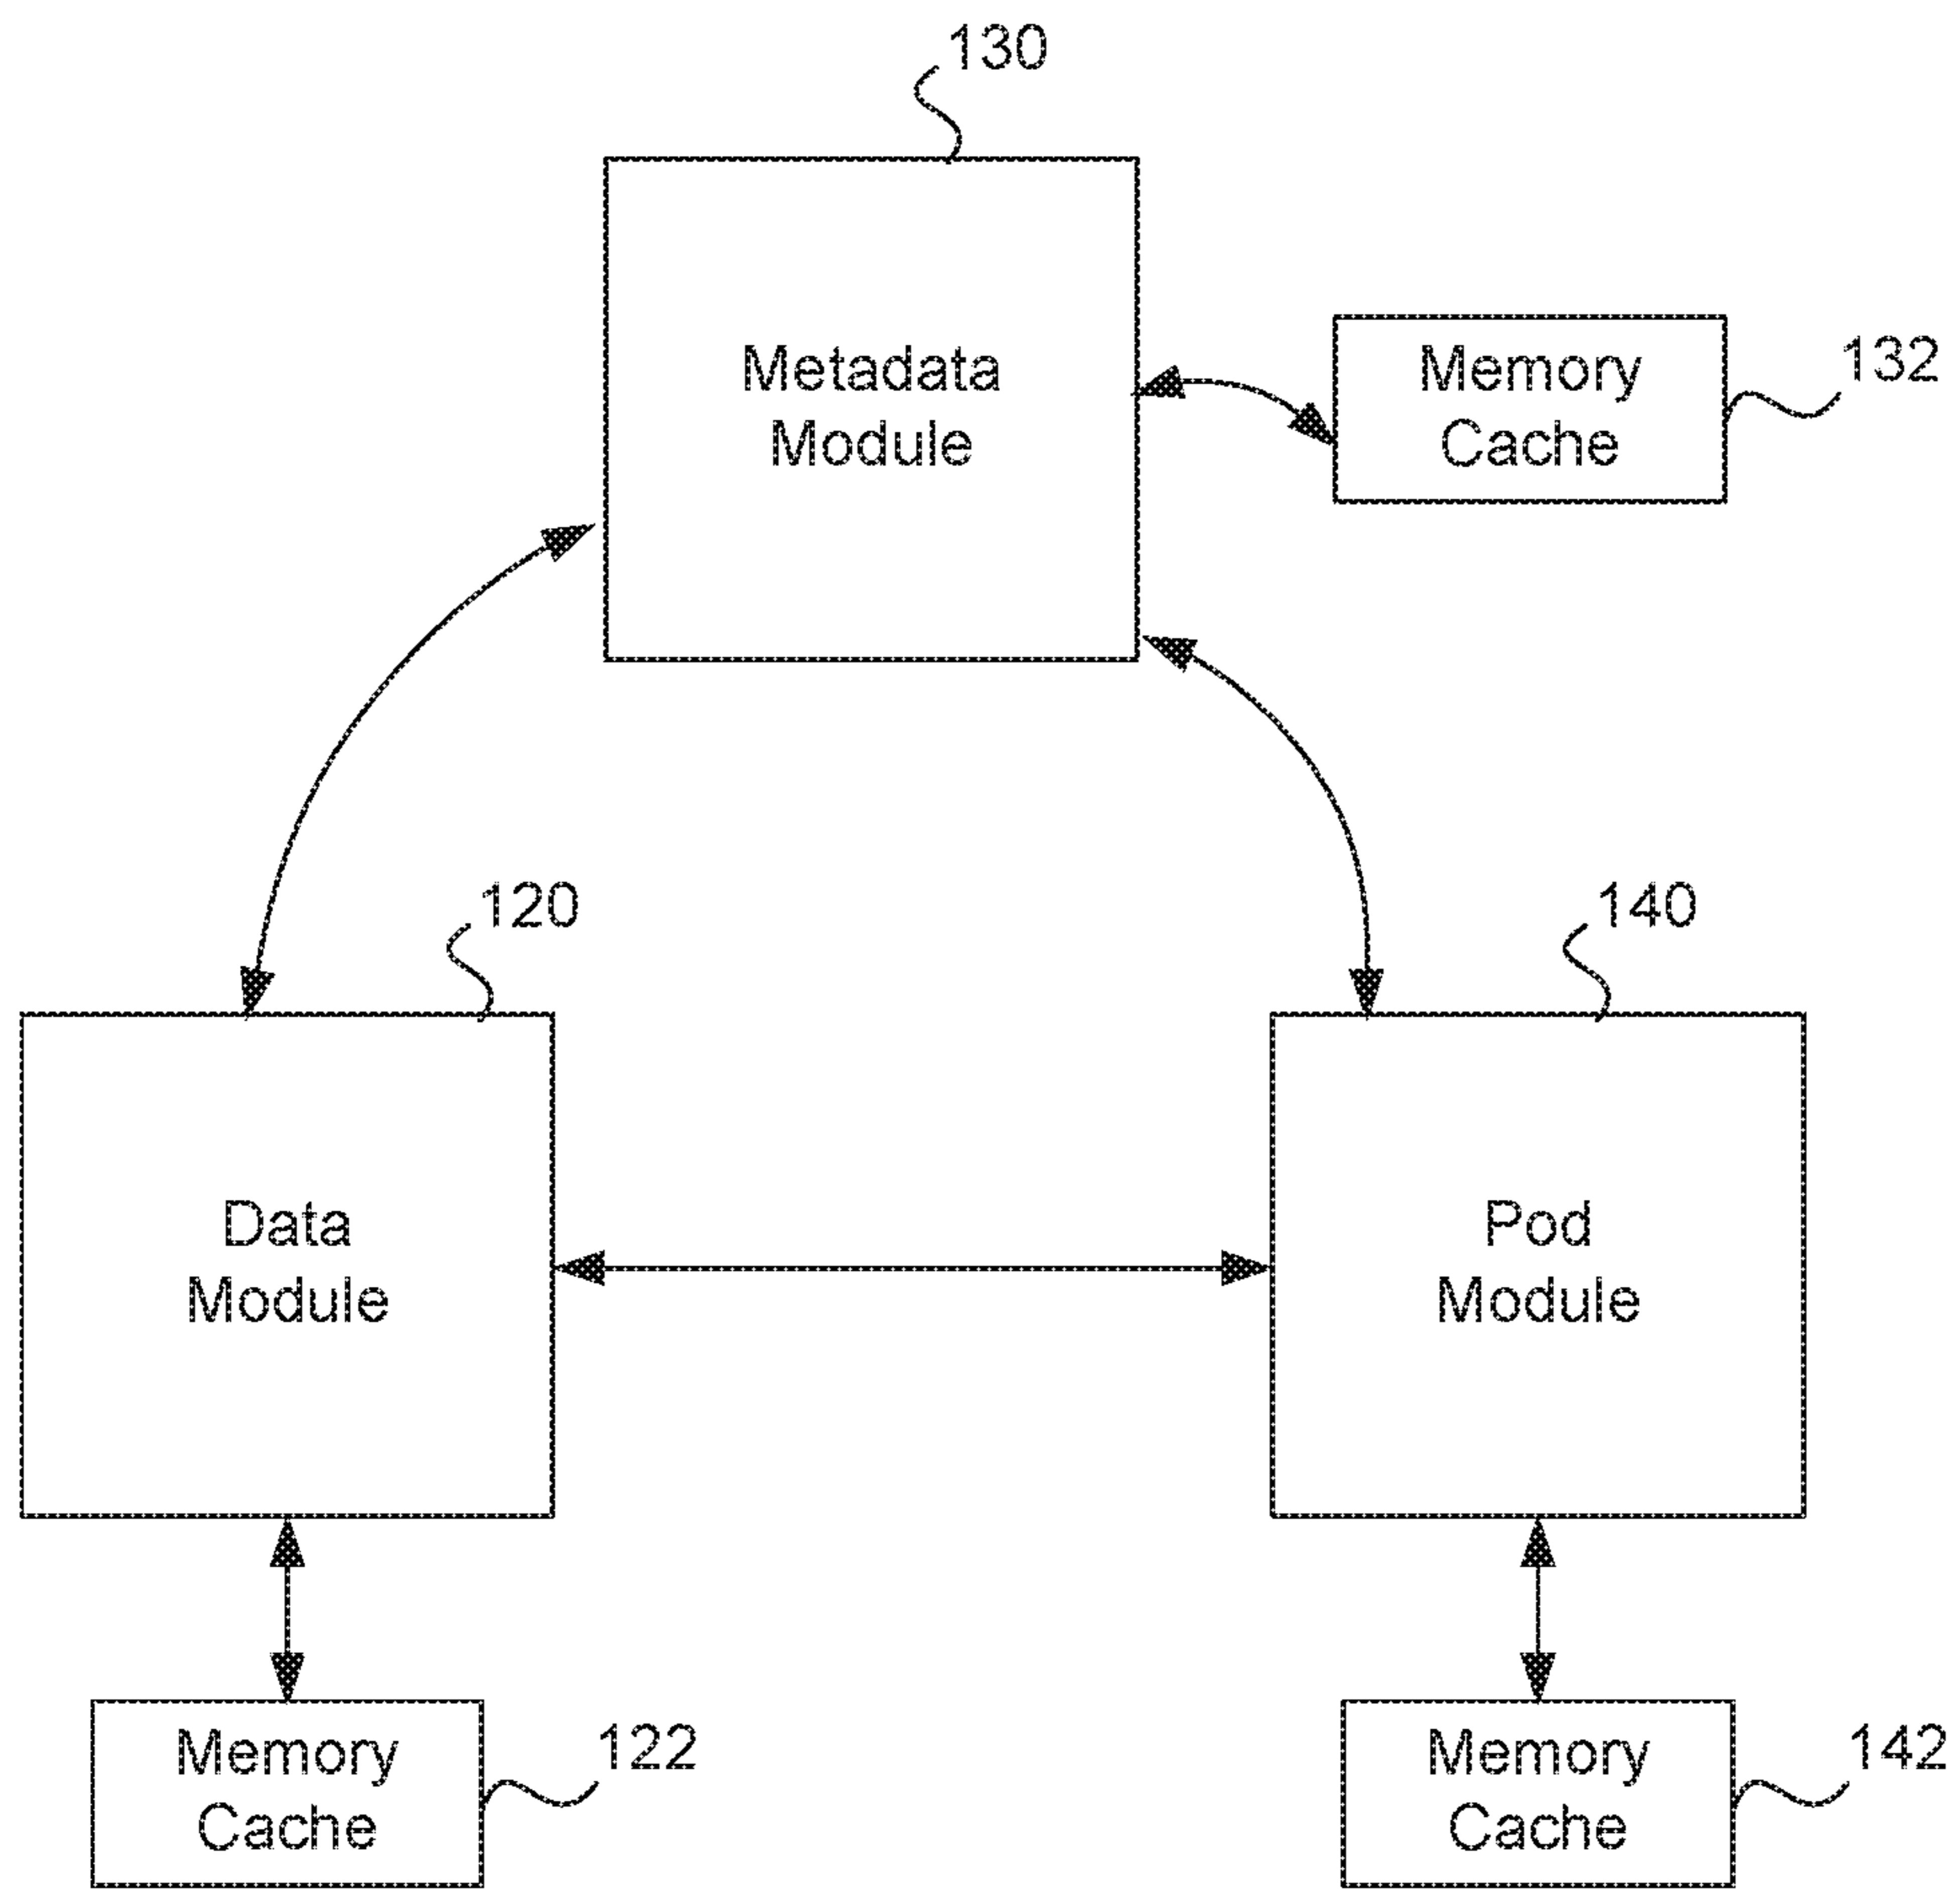 130
Metadata
Module
Memory
Cache
132
120
140
Data
Module
Pod
Module
Memory
Cache
122
Memory
Cache
142